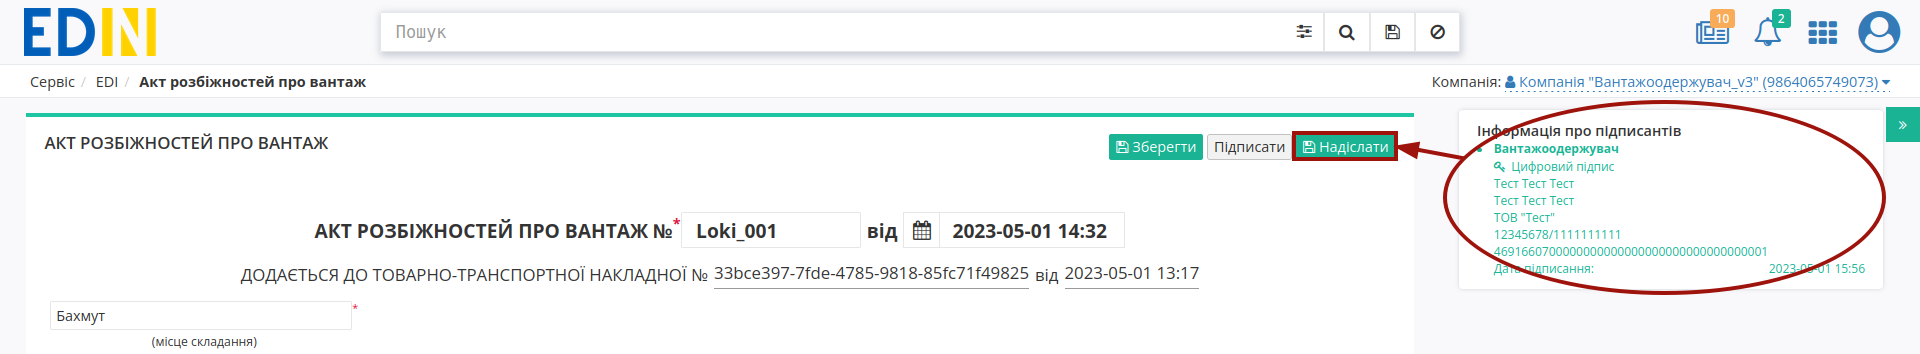 EDIN
Пошук
10
2
Сервіс / EDI / Акт розбіжностей про вантаж
Компанія: Компанія "Вантажоодержувач_v3" (9864065749073)
АКТ РОЗБІЖНОСТЕЙ ПРО ВАНТАЖ
Зберегти Підписати Надіслати
Інформація про підписантів
Вантажоодержувач
Цифровий підпис
Тест Тест Тест
Тест Тест Тест
ТОВ "Тест"
12345678/1111111111
Дата підписання: 2023-05-01 15:56
АКТ РОЗБІЖНОСТЕЙ ПРО ВАНТАЖ №* Loki_001 від 2023-05-01 14:32
ДОДАЄТЬСЯ ДО ТОВАРНО-ТРАНСПОРТНОЇ НАКЛАДНОЇ № 33bce397-7fde-4785-9818-85fc71f49825 від 2023-05-01 13:17
Бахмут *
(місце складання)